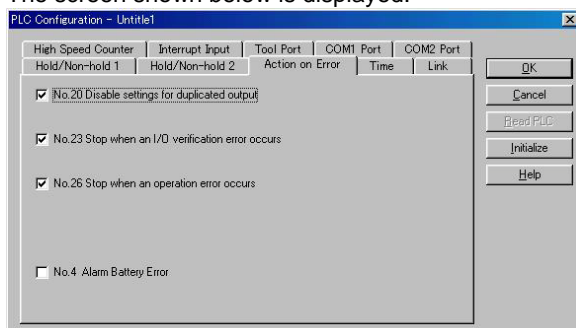 The screen shown below is displayed.
PLC Configuration - Untitle1
High Speed Counter Interrupt Input Tool Port COM1 Port COM2 Port
Hold/Non-hold 1 Hold/Non-hold 2 Action on Error Time Link
OK
No.20 Disable settings for duplicated output
Cancel
Read PLC
No.23 Stop when an I/O verification error occurs
Initialize
Help
No.26 Stop when an operation error occurs
No.4 Alarm Battery Error